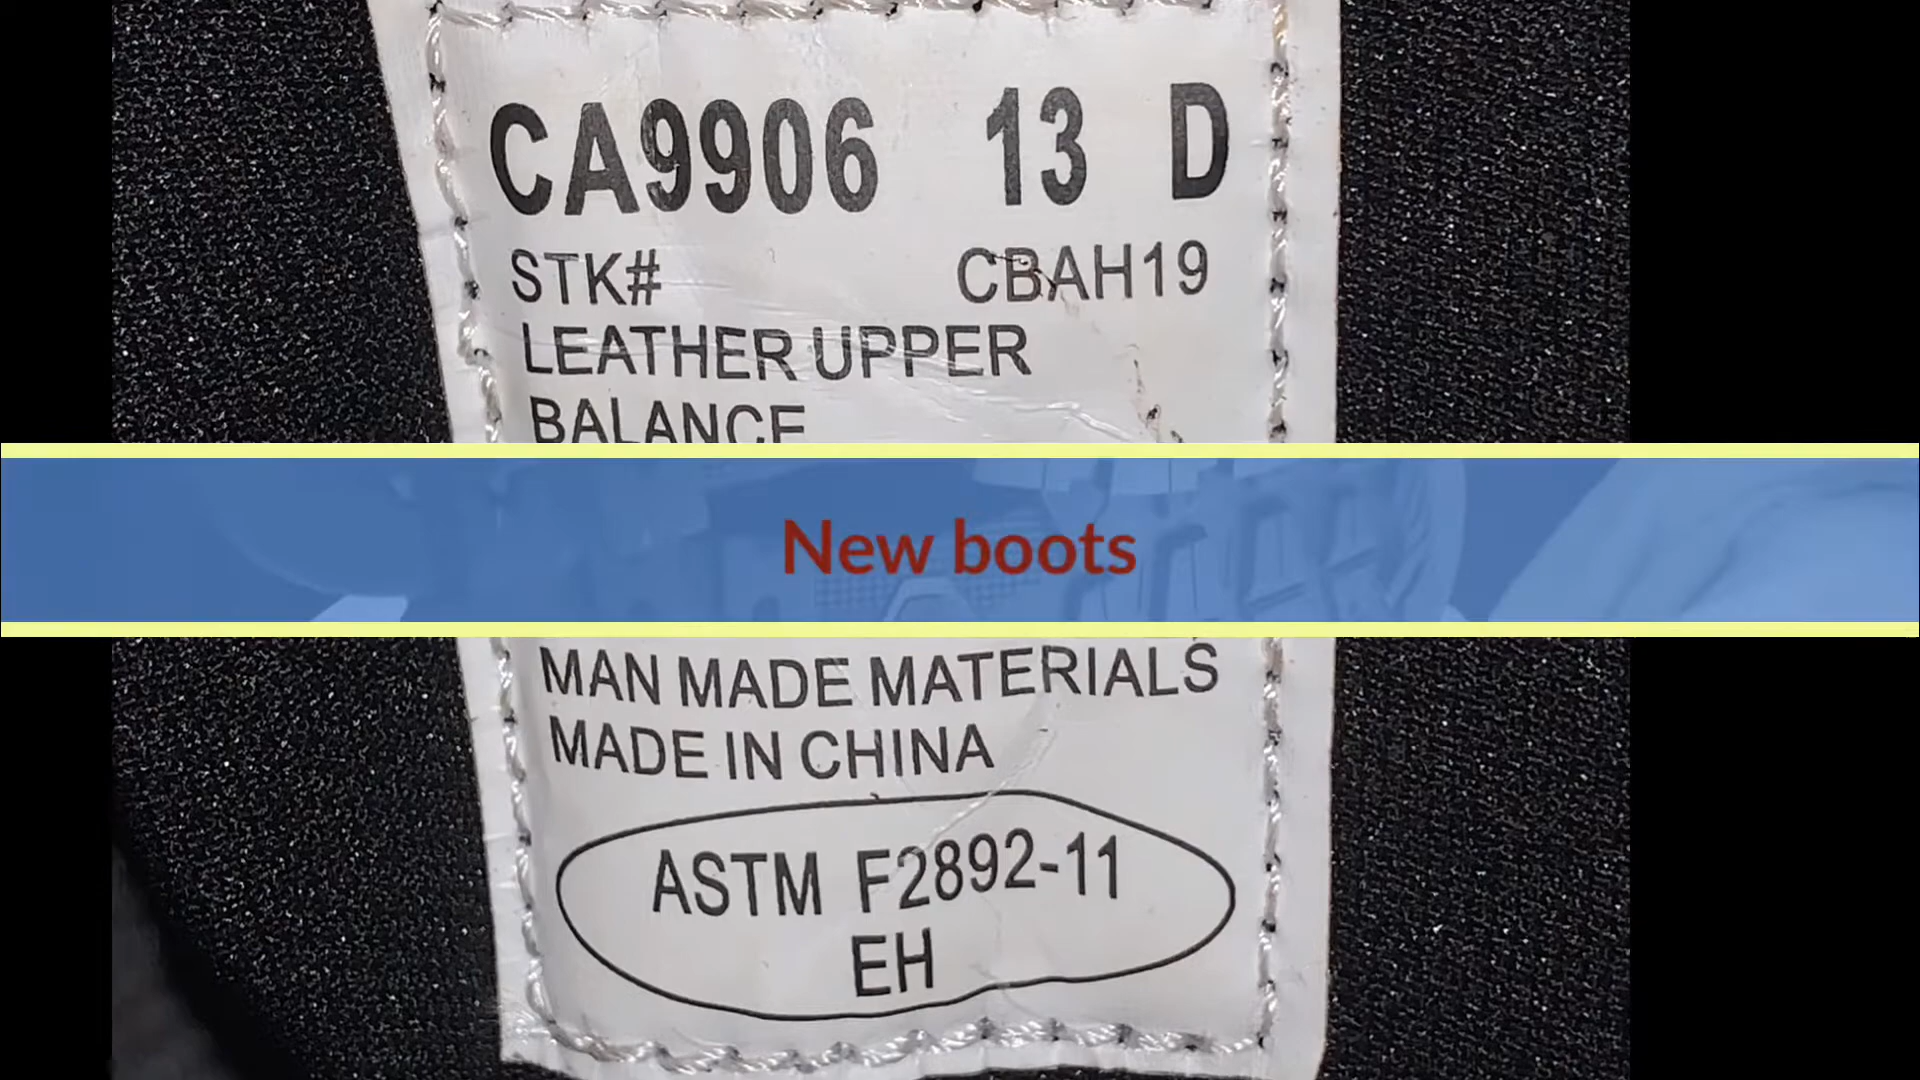 CA9906 13 D
STK# CBAH19
LEATHER UPPER
BALANCE
New boots
MAN MADE MATERIALS
MADE IN CHINA
ASTM F2892-11
EH